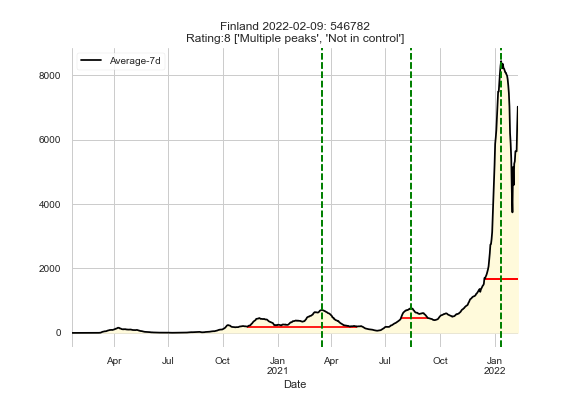 Finland 2022-02-09: 546782
Rating:8 ['Multiple peaks', 'Not in control']
Average-7d
8000
6000
4000
2000
0
Apr
Jul
Oct
Jan
2021
Apr
Jul
Oct
Jan
2022
Date